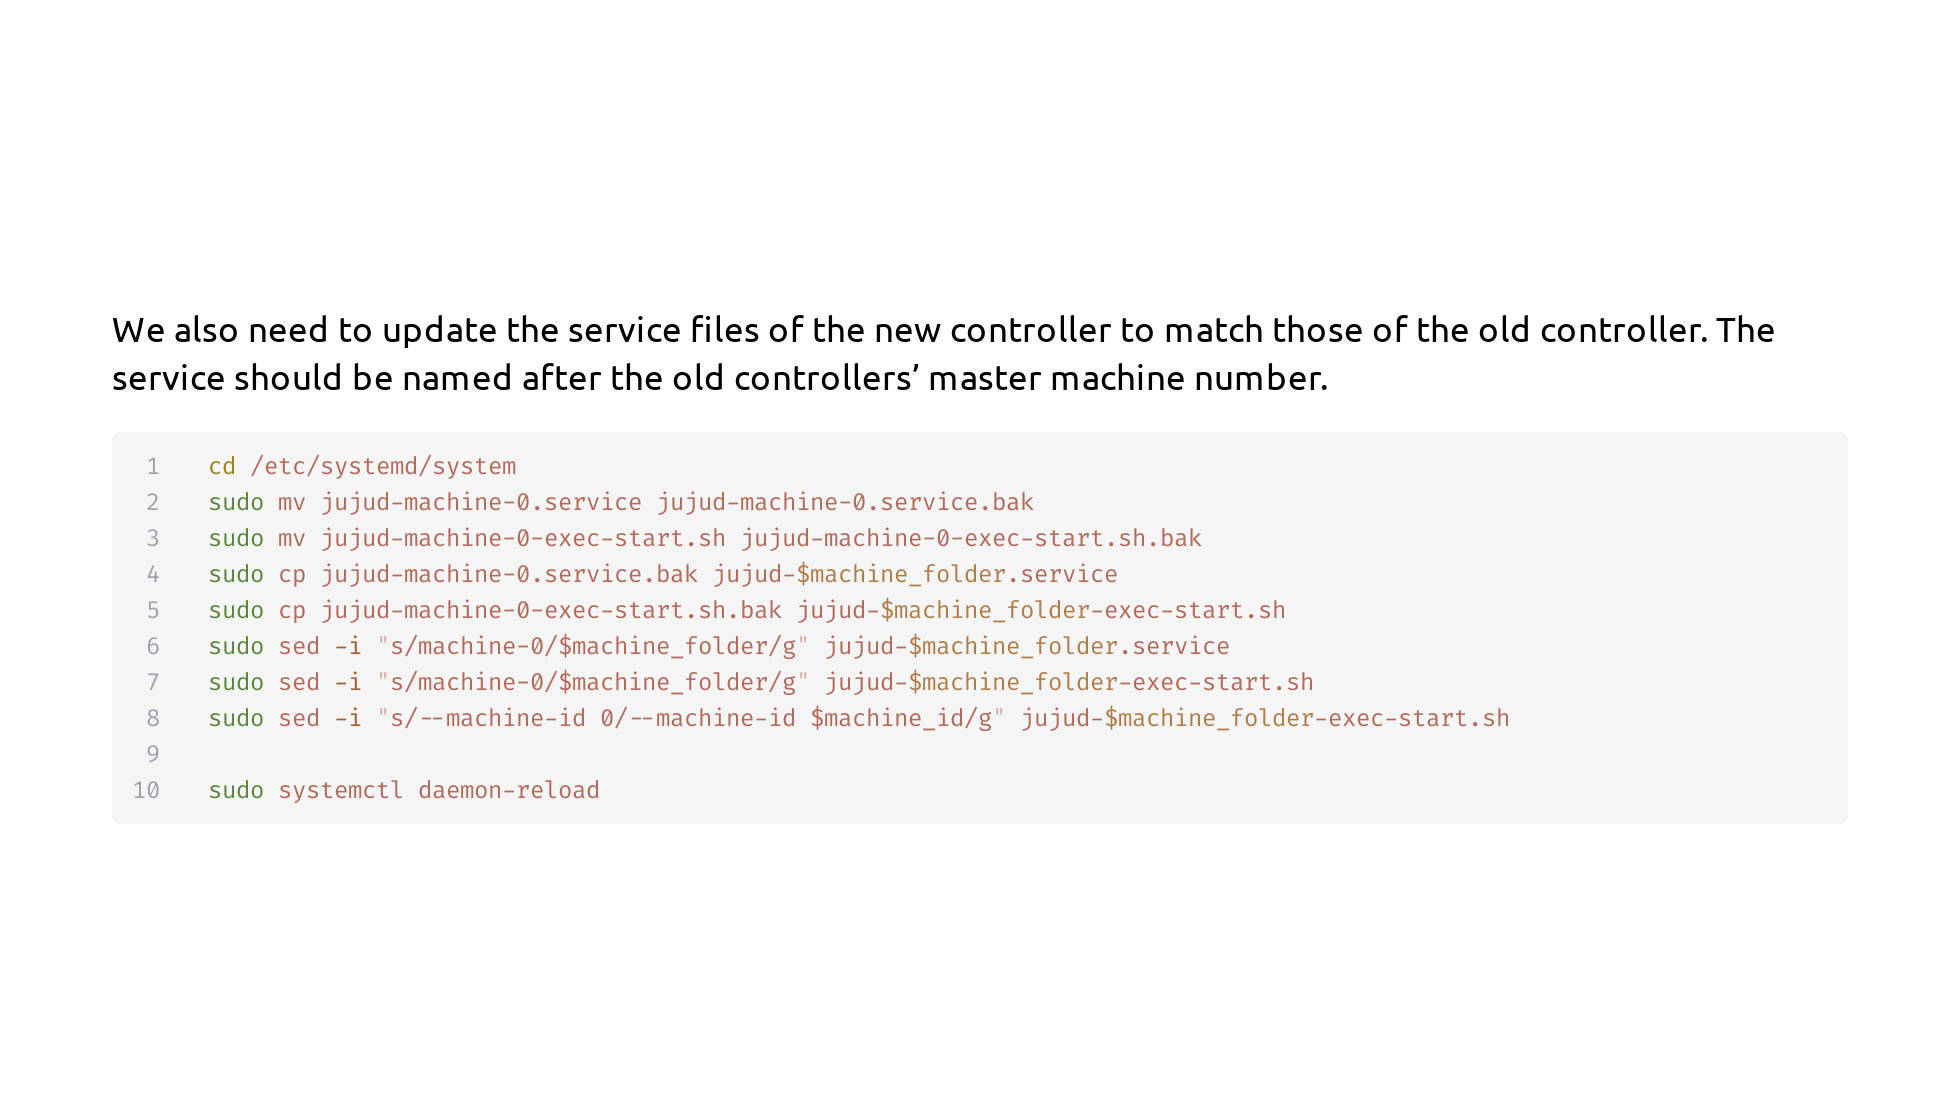 We also need to update the service files of the new controller to match those of the old controller. The
service should be named after the old controllers’ master machine number.
1 cd /etc/systemd/system
2 sudo mv jujud-machine-0.service jujud-machine-0.service.bak
3 sudo mv jujud-machine-0-exec-start.sh jujud-machine-0-exec-start.sh.bak
4 sudo cp jujud-machine-0.service.bak jujud-$machine_folder.service
5 sudo cp jujud-machine-0-exec-start.sh.bak jujud-$machine_folder-exec-start.sh
6 sudo sed -i "s/machine-0/$machine_folder/g" jujud-$machine_folder.service
7 sudo sed -i "s/machine-0/$machine_folder/g" jujud-$machine_folder-exec-start.sh
8 sudo sed -i "s/--machine-id 0/--machine-id $machine_id/g" jujud-$machine_folder-exec-start.sh
9
10 sudo systemctl daemon-reload